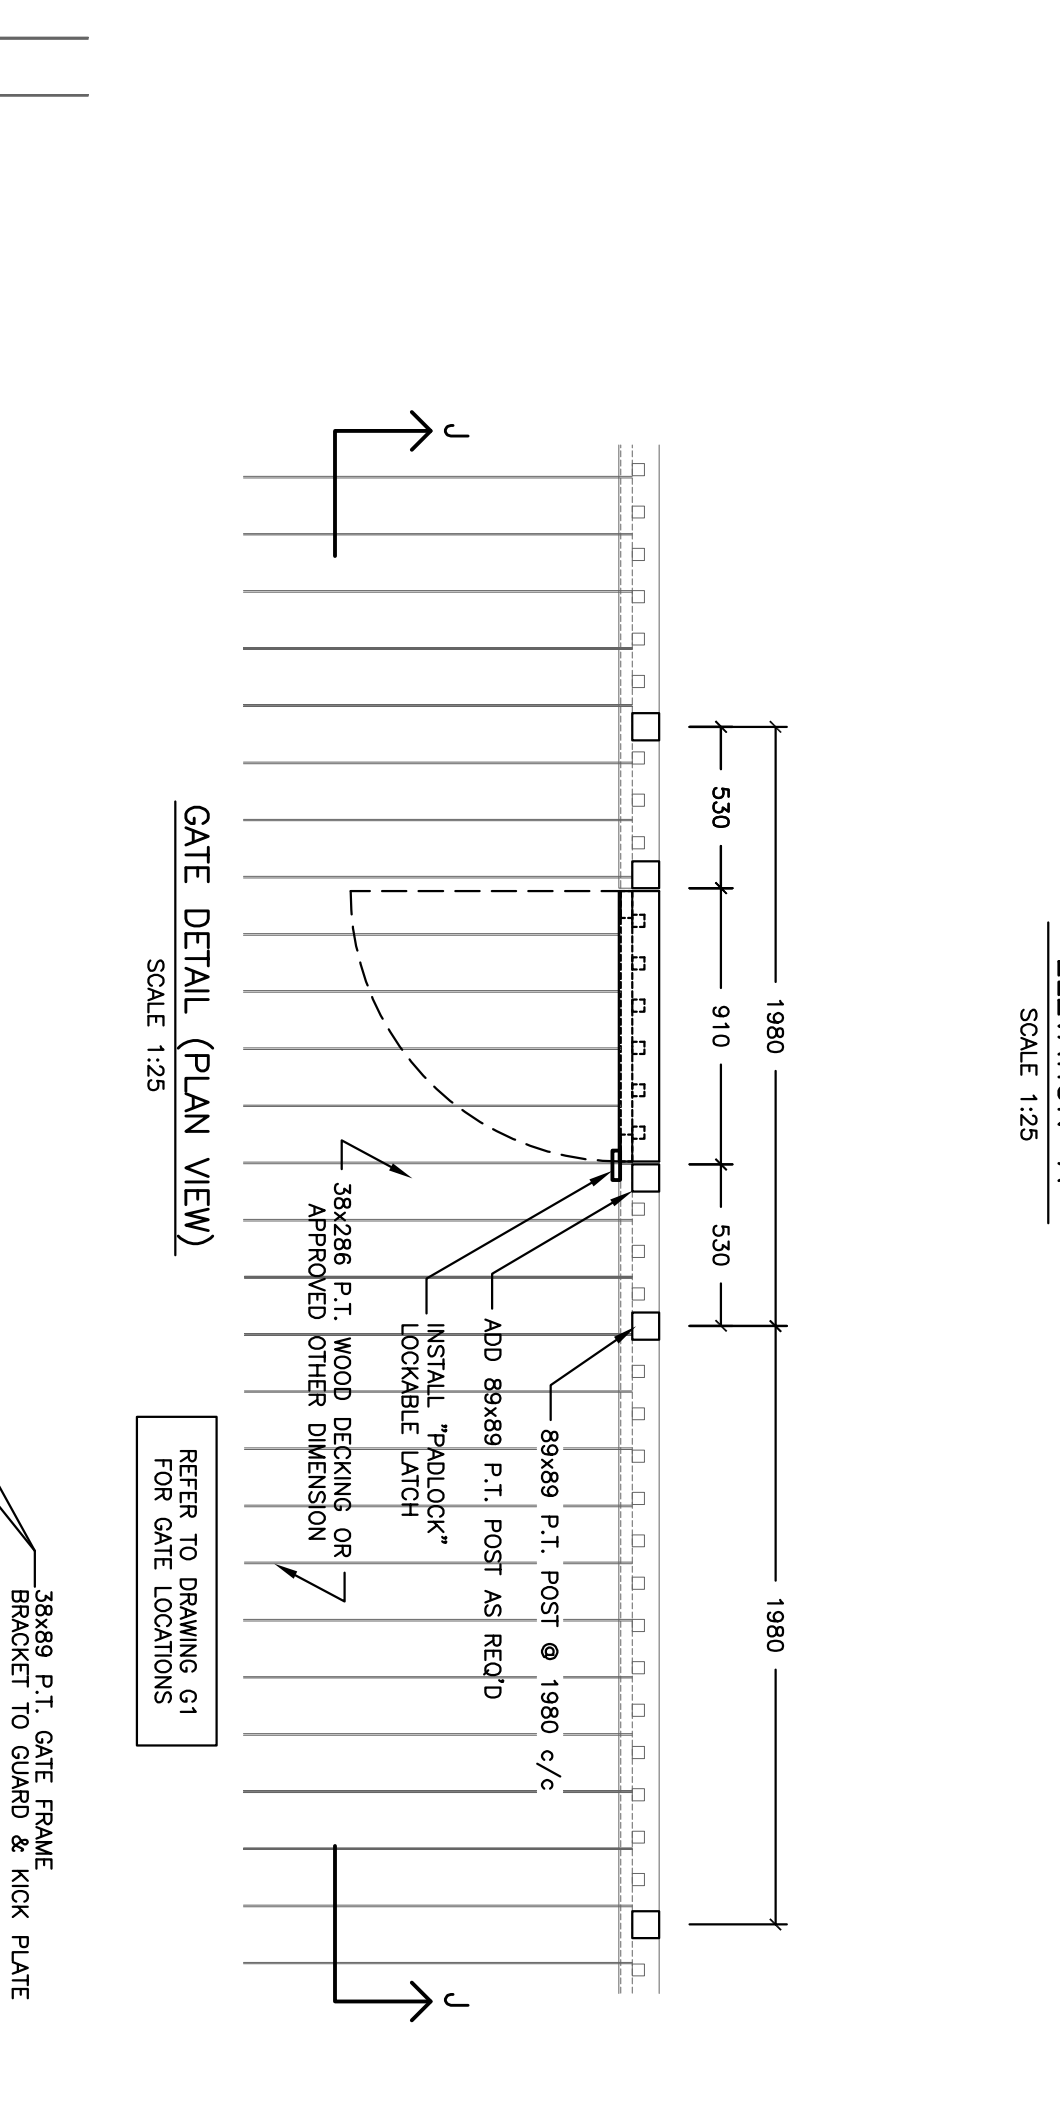 SCALE 1:25
1980
1980
530
910
530
89x89 P.T. POST @ 1980 c/c
ADD 89x89 P.T. POST AS REQ'D
INSTALL "PADLOCK"
LOCKABLE LATCH
J
J
38x286 P.T. WOOD DECKING OR
APPROVED OTHER DIMENSION
GATE DETAIL (PLAN VIEW)
SCALE 1:25
REFER TO DRAWING G1
FOR GATE LOCATIONS
38x89 P.T. GATE FRAME
BRACKET TO GUARD & KICK PLATE